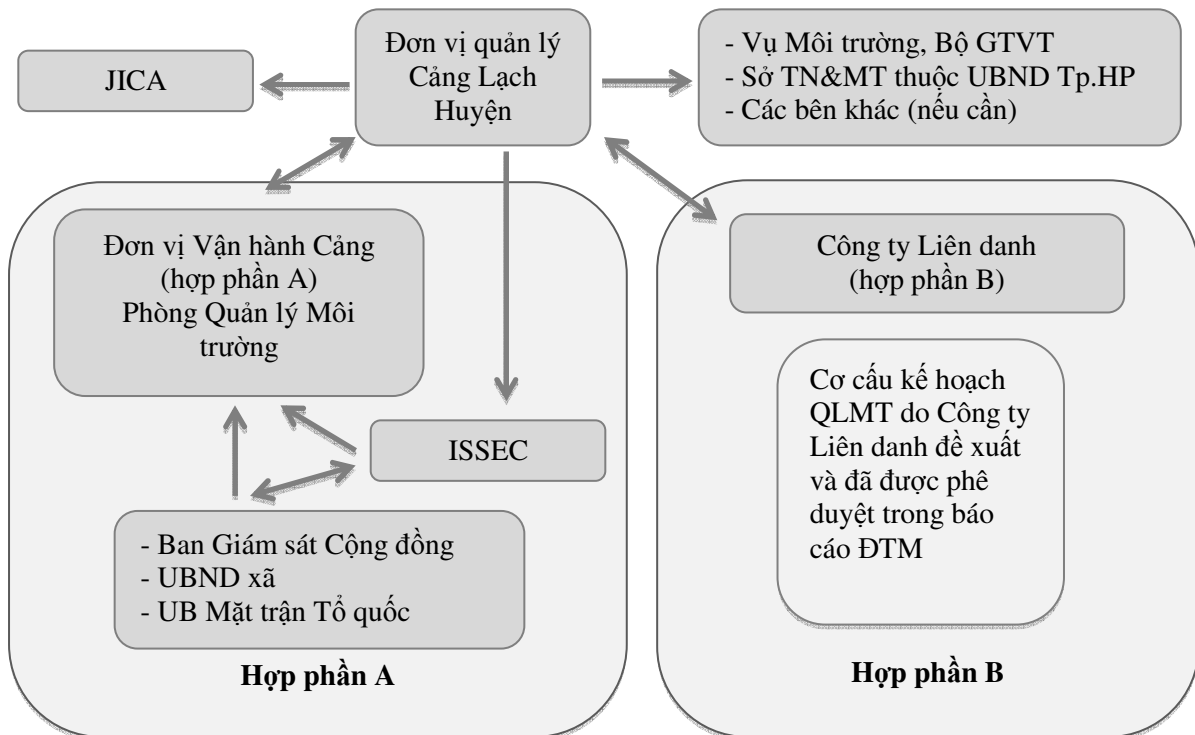 JICA
Đơn vị quản lý
Cảng Lạch
Huyện
- Vụ Môi trường, Bộ GTVT
- Sở TN&MT thuộc UBND Tp.HP
- Các bên khác (nếu cần)
Đơn vị Vận hành Cảng
(hợp phần A)
Phòng Quản lý Môi
trường
ISSEC
- Ban Giám sát Cộng đồng
- UBND xã
- UB Mặt trận Tổ quốc
Hợp phần A
Công ty Liên danh
(hợp phần B)
Cơ cấu kế hoạch
QLMT do Công ty
Liên danh đề xuất
và đã được phê
duyệt trong báo
cáo ĐTM
Hợp phần B